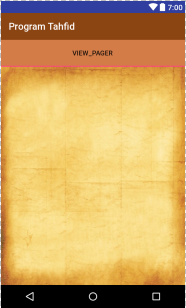 7:00
Program Tahfid
VIEW_PAGER